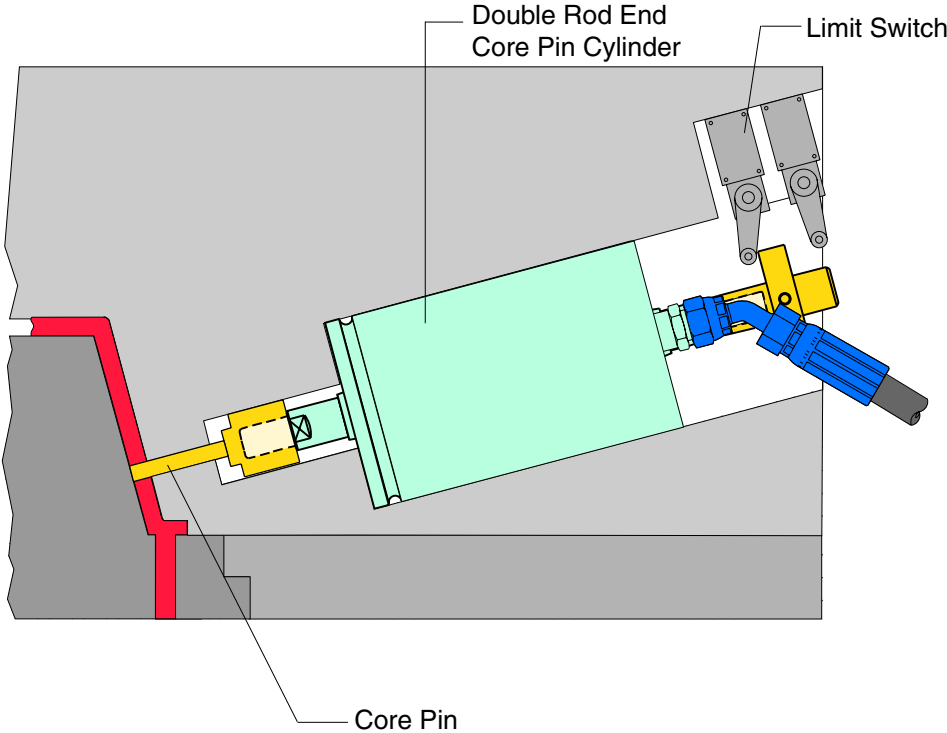 Double Rod End
Core Pin Cylinder
Limit Switch
Core Pin